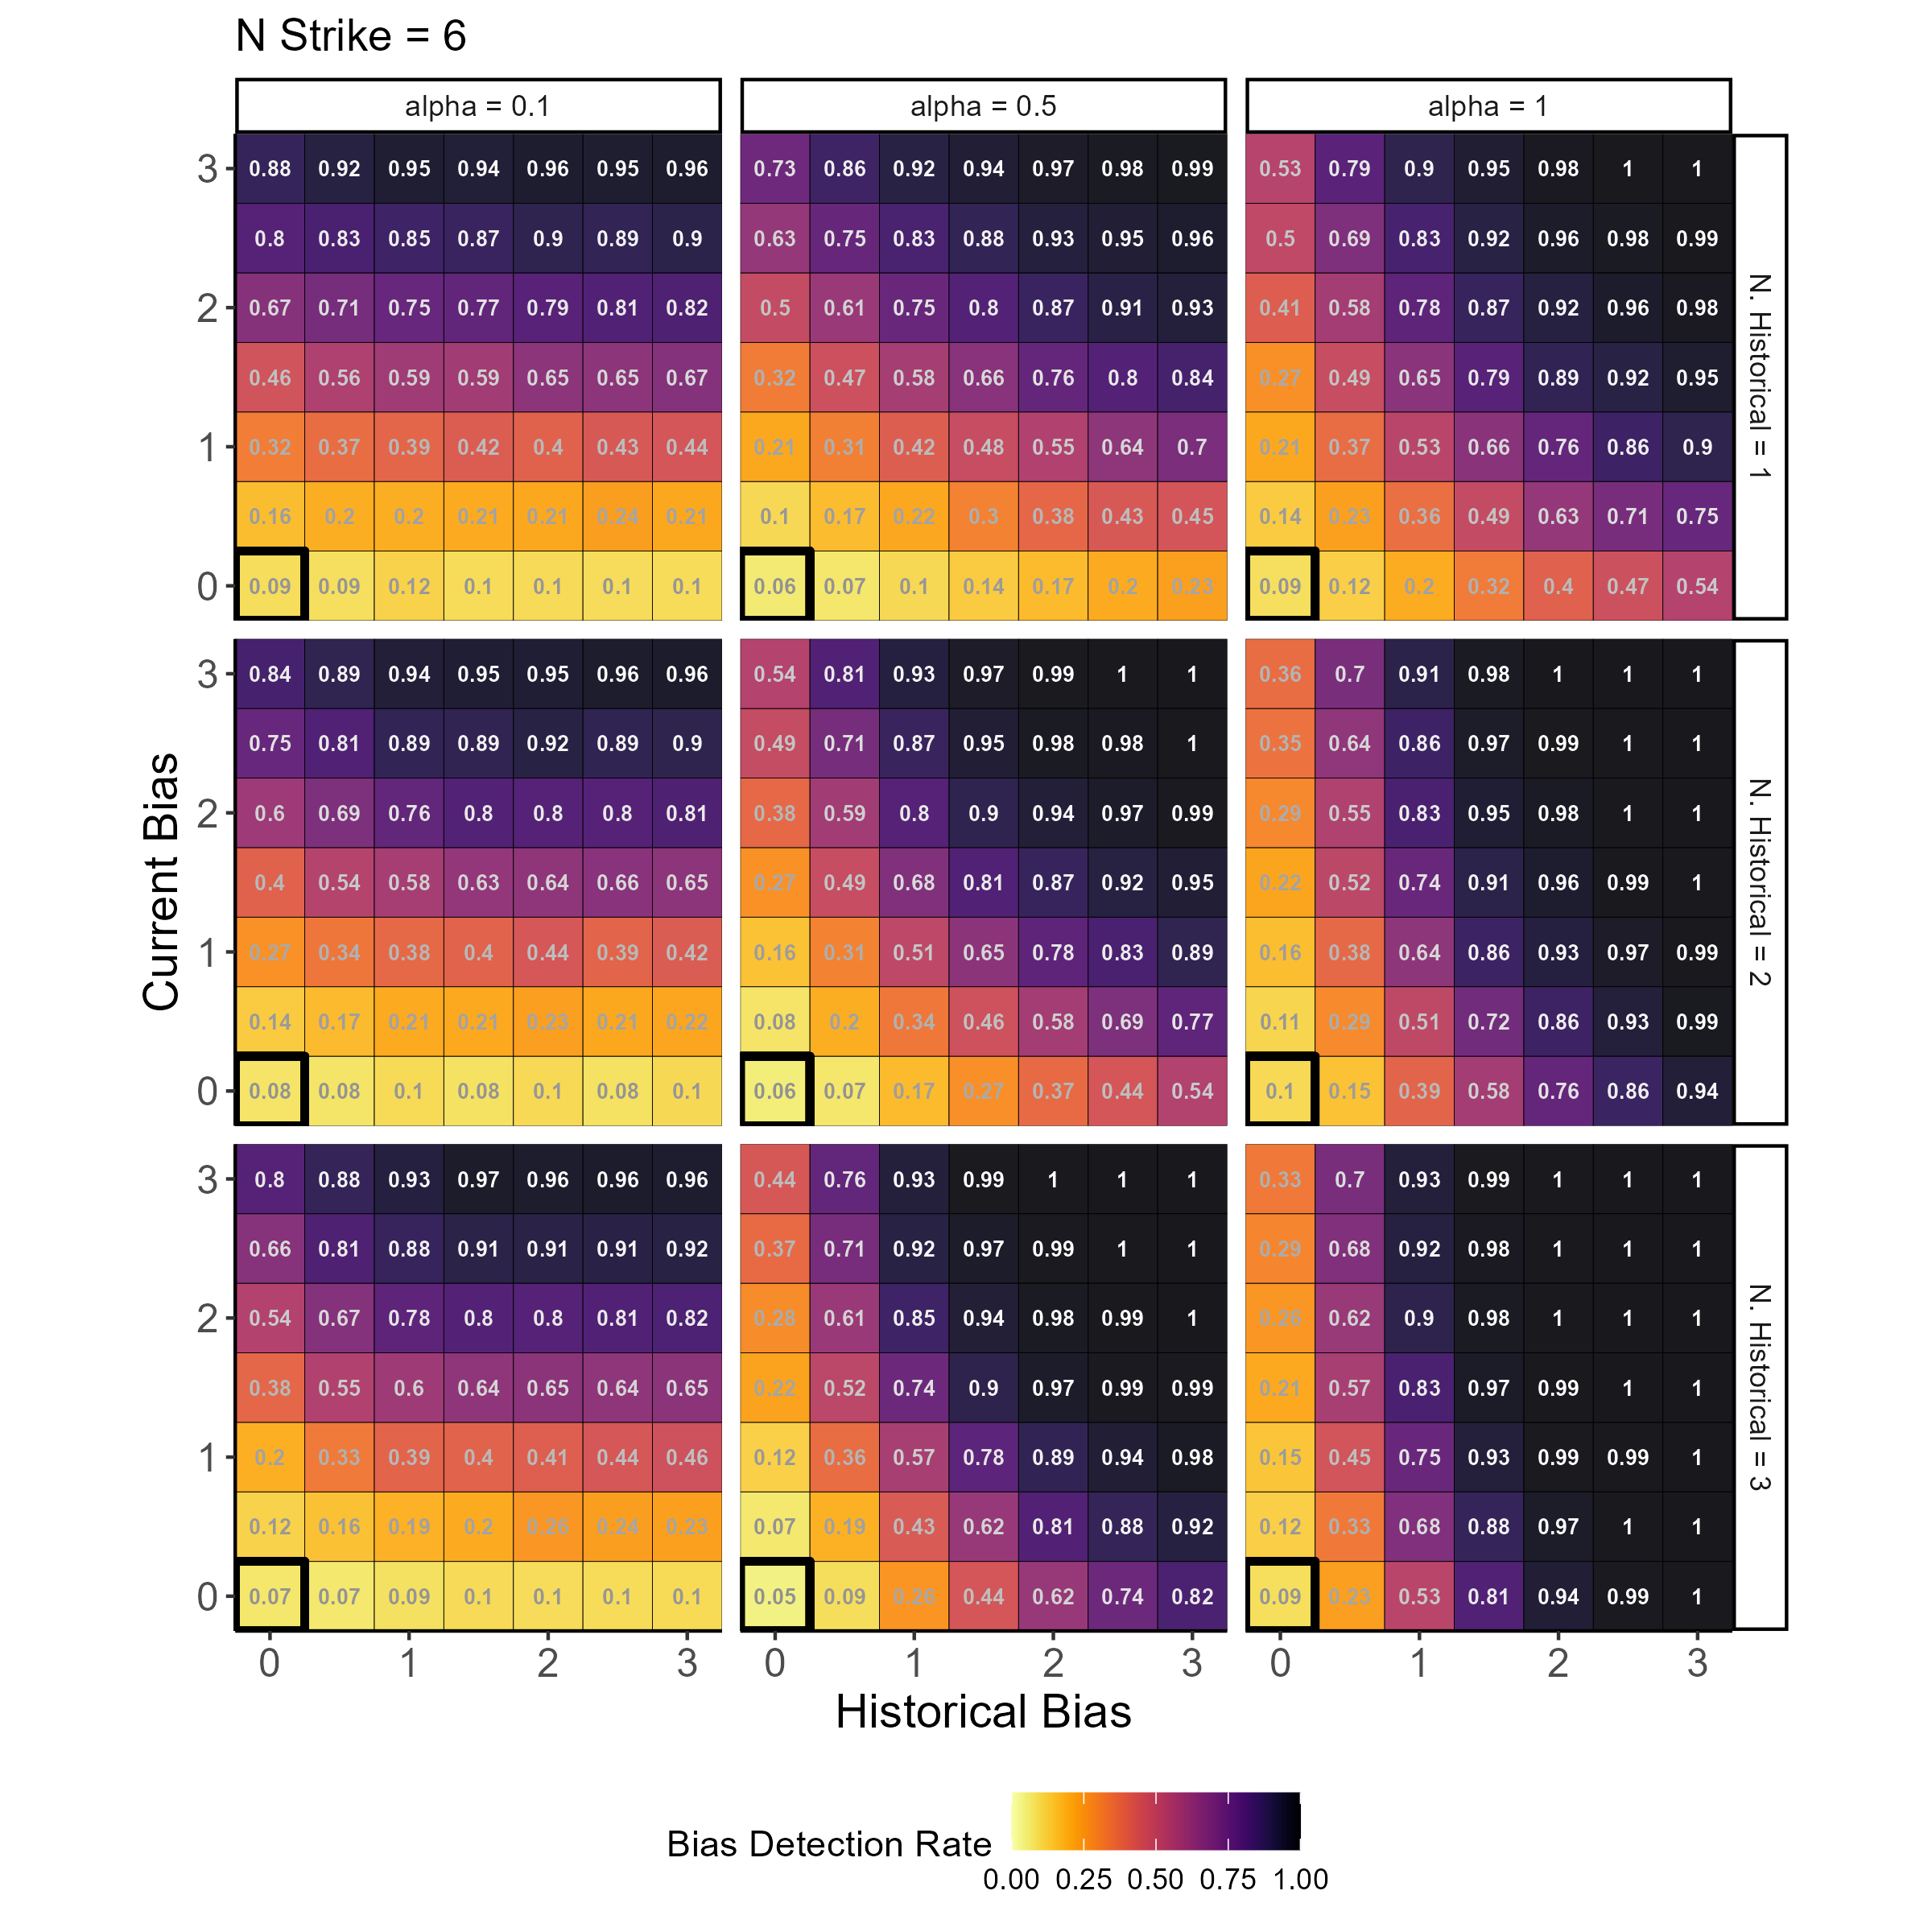 N Strike = 6
alpha = 0.1 alpha = 0.5 alpha = 1
3 0.88 0.92 0.95 0.94 0.96 0.95 0.96 0.73 0.86 0.92 0.94 0.97 0.98 0.99 0.53 0.79 0.9 0.95 0.98 1 1
0.8 0.83 0.85 0.87 0.9 0.89 0.9 0.63 0.75 0.83 0.88 0.93 0.95 0.96 0.5 0.69 0.83 0.92 0.96 0.98 0.99
2 0.67 0.71 0.75 0.77 0.79 0.81 0.82 0.5 0.61 0.75 0.8 0.87 0.91 0.93 0.41 0.58 0.78 0.87 0.92 0.96 0.98
0.46 0.56 0.59 0.59 0.65 0.65 0.67 0.32 0.47 0.58 0.66 0.76 0.8 0.84 0.27 0.49 0.65 0.79 0.89 0.92 0.95
1 0.32 0.37 0.39 0.42 0.4 0.43 0.44 0.21 0.31 0.42 0.48 0.55 0.64 0.7 0.21 0.37 0.53 0.66 0.76 0.86 0.9
0.16 0.2 0.2 0.21 0.21 0.24 0.21 0.1 0.17 0.22 0.3 0.38 0.43 0.45 0.14 0.23 0.36 0.49 0.63 0.71 0.75
0 0.09 0.09 0.12 0.1 0.1 0.1 0.1 0.06 0.07 0.1 0.14 0.17 0.2 0.23 0.09 0.12 0.2 0.32 0.4 0.47 0.54
N. Historical = 1
3 0.84 0.89 0.94 0.95 0.95 0.96 0.96 0.54 0.81 0.93 0.97 0.99 1 1 0.36 0.7 0.91 0.98 1 1 1
0.75 0.81 0.89 0.89 0.92 0.89 0.9 0.49 0.71 0.87 0.95 0.98 0.98 1 0.35 0.64 0.86 0.97 0.99 1 1
2 0.6 0.69 0.76 0.8 0.8 0.8 0.81 0.38 0.59 0.8 0.9 0.94 0.97 0.99 0.29 0.55 0.83 0.95 0.98 1 1
0.4 0.54 0.58 0.63 0.64 0.66 0.65 0.27 0.49 0.68 0.81 0.87 0.92 0.95 0.22 0.52 0.74 0.91 0.96 0.99 1
1 0.27 0.34 0.38 0.4 0.44 0.39 0.42 0.16 0.31 0.51 0.65 0.78 0.83 0.89 0.16 0.38 0.64 0.86 0.93 0.97 0.99
0.14 0.17 0.21 0.21 0.23 0.21 0.22 0.08 0.2 0.34 0.46 0.58 0.69 0.77 0.11 0.29 0.51 0.72 0.86 0.93 0.99
0 0.08 0.08 0.1 0.08 0.1 0.08 0.1 0.06 0.07 0.17 0.27 0.37 0.44 0.54 0.1 0.15 0.39 0.58 0.76 0.86 0.94
N. Historical = 2
Current Bias
3 0.8 0.88 0.93 0.97 0.96 0.96 0.96 0.44 0.76 0.93 0.99 1 1 1 0.33 0.7 0.93 0.99 1 1 1
0.66 0.81 0.88 0.91 0.91 0.91 0.92 0.37 0.71 0.92 0.97 0.99 1 1 0.29 0.68 0.92 0.98 1 1 1
2 0.54 0.67 0.78 0.8 0.8 0.81 0.82 0.28 0.61 0.85 0.94 0.98 0.99 1 0.26 0.62 0.9 0.98 1 1 1
0.38 0.55 0.6 0.64 0.65 0.64 0.65 0.22 0.52 0.74 0.9 0.97 0.99 0.99 0.21 0.57 0.83 0.97 0.99 1 1
1 0.2 0.33 0.39 0.4 0.41 0.44 0.46 0.12 0.36 0.57 0.78 0.89 0.94 0.98 0.15 0.45 0.75 0.93 0.99 0.99 1
0.12 0.16 0.19 0.2 0.26 0.24 0.23 0.07 0.19 0.43 0.62 0.81 0.88 0.92 0.12 0.33 0.68 0.88 0.97 1 1
0 0.07 0.07 0.09 0.1 0.1 0.1 0.1 0.05 0.09 0.26 0.44 0.62 0.74 0.82 0.09 0.23 0.53 0.81 0.94 0.99 1
N. Historical = 3
0 1 2 3 0 1 2 3 0 1 2 3
Historical Bias
Bias Detection Rate
0.00 0.25 0.50 0.75 1.00